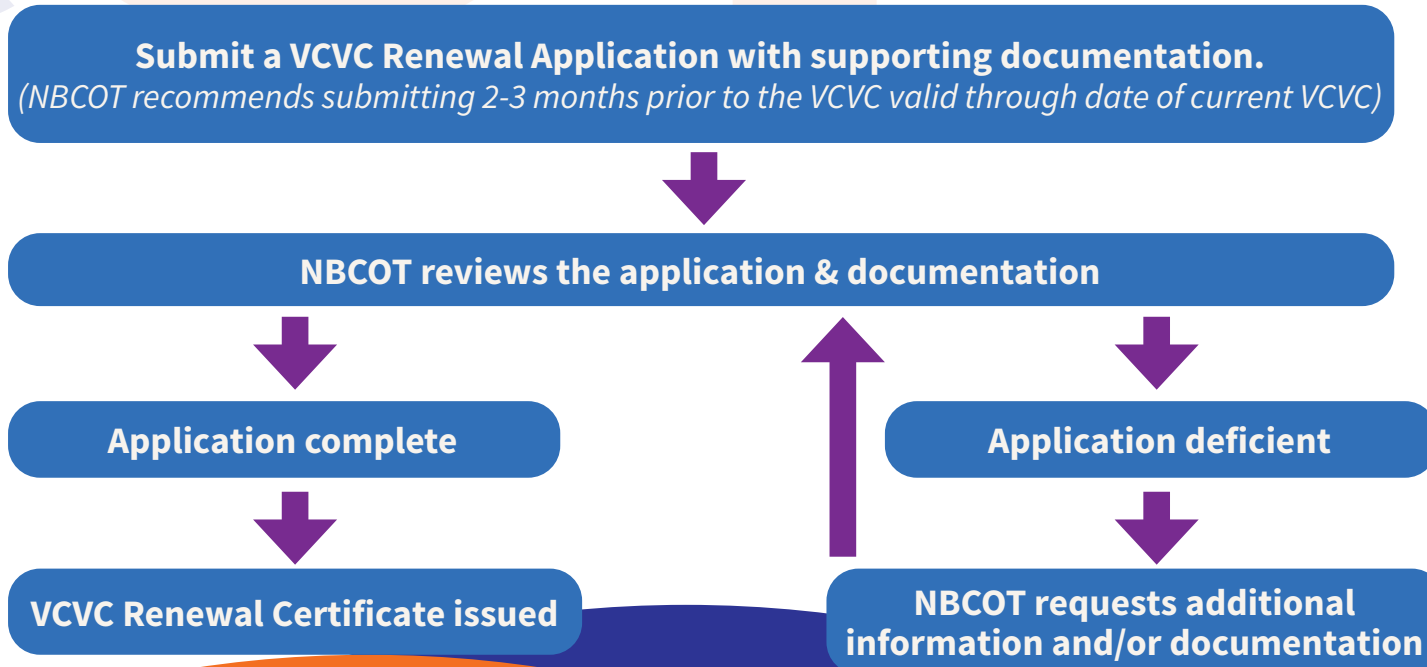 Submit a VCVC Renewal Application with supporting documentation.
(NBCOT recommends submitting 2-3 months prior to the VCVC valid through date of current VCVC)
NBCOT reviews the application & documentation
Application complete
Application deficient
VCVC Renewal Certificate issued
NBCOT requests additional
information and/or documentation